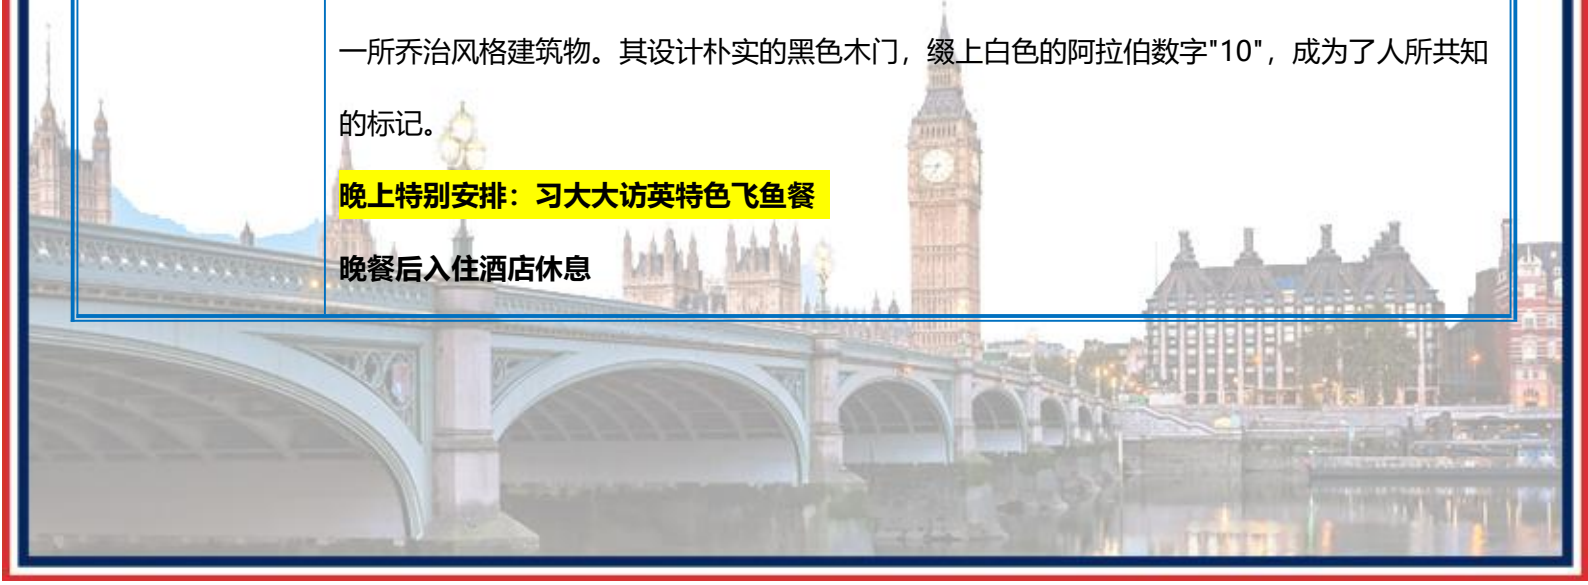 一所乔治风格建筑物。其设计朴实的黑色木门，缀上白色的阿拉伯数字"10"，成为了人所共知
的标记。
晚上特别安排：习大大访英特色飞鱼餐
晚餐后入住酒店休息